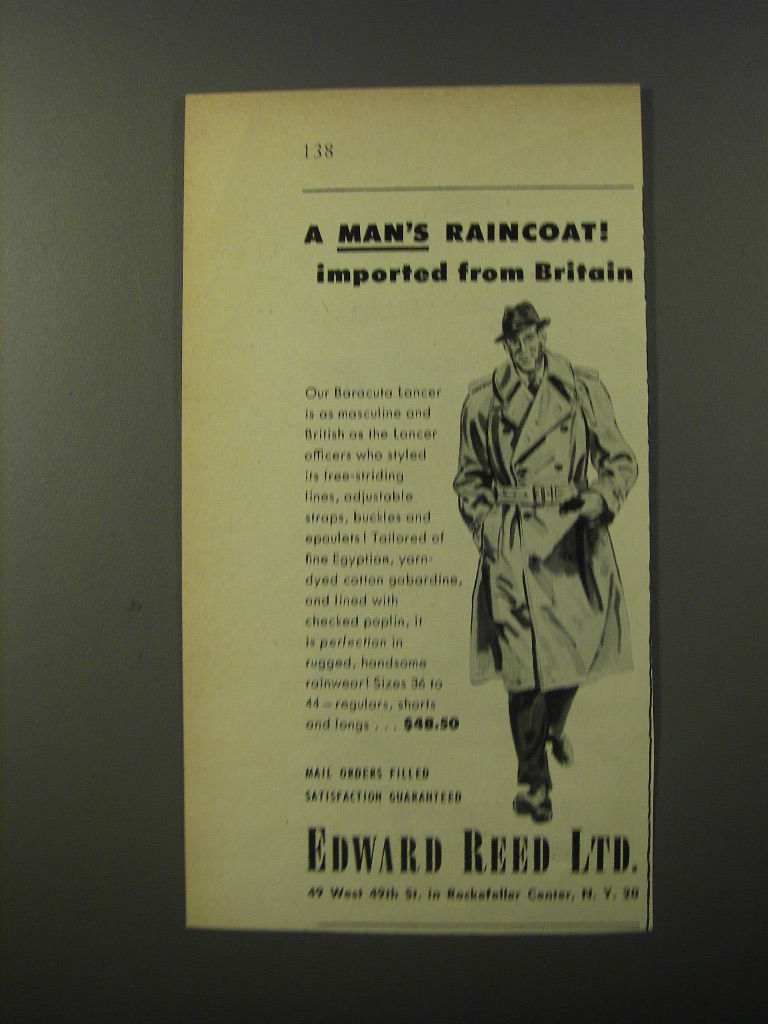 138
A MAN'S RAINCOAT!
imported from Britain
Our Baracuta Lancer
is as masculine and
British as the Lancer
officers who styled
its free-striding
lines, adjustable
straps, buckles and
epaulets! Tailored of
fine Egyptian, yarn-
dyed cotton gabardine,
and lined with
checked poplin, it
is perfection in
rugged, handsome
rainwear! Sizes 36 to
44—regulars, shorts
and longs . . . $48.50
MAIL ORDERS FILLED
SATISFACTION GUARANTEED
EDWARD REED LTD.
49 West 49th St. in Rockefeller Center, N. Y. 20